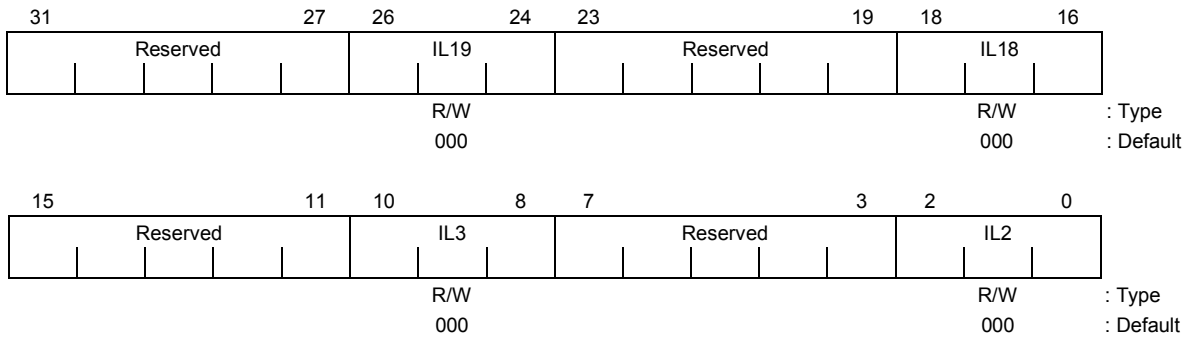 31 27 26 24 23 19 18 16
Reserved IL19 Reserved IL18
R/W R/W : Type
000 000 : Default
15 11 10 8 7 3 2 0
Reserved IL3 Reserved IL2
R/W R/W : Type
000 000 : Default